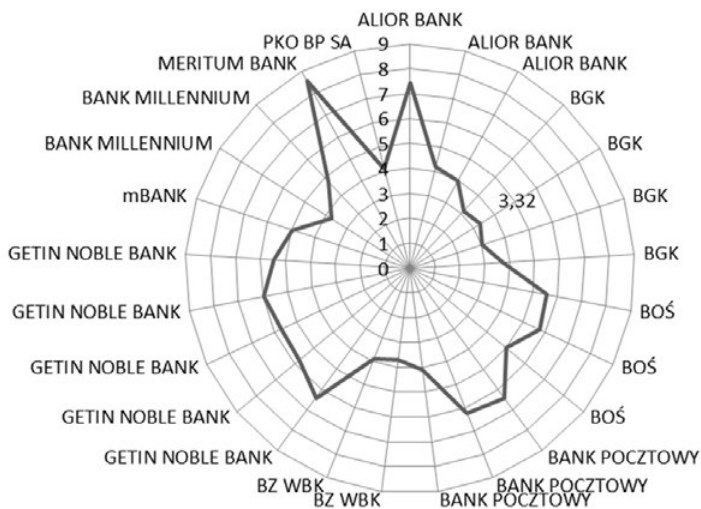 ALIOR BANK
ALIOR BANK
ALIOR BANK
BGK
BGK
BGK
BGK
BOŚ
BOŚ
BOŚ
BANK POCZTOWY
BANK POCZTOWY
BANK POCZTOWY
BZ WBK
BZ WBK
GETIN NOBLE BANK
GETIN NOBLE BANK
GETIN NOBLE BANK
GETIN NOBLE BANK
GETIN NOBLE BANK
mBANK
BANK MILLENNIUM
BANK MILLENNIUM
MERITUM BANK
PKO BP SA
9
8
7
6
5
4
3
2
1
0
3,32